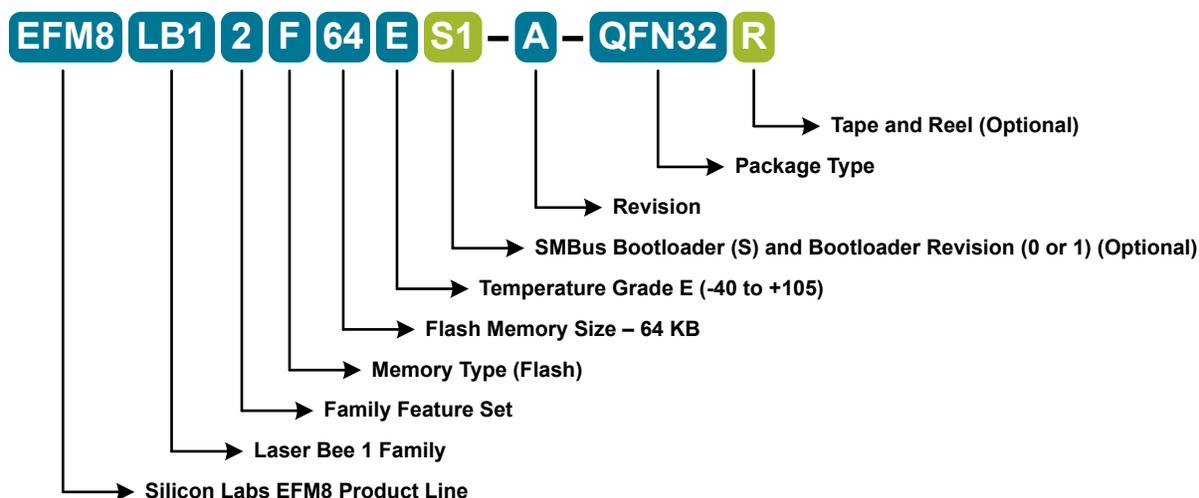 EFM8 LB1 2 F 64 E S1 – A – QFN32 R
Tape and Reel (Optional)
Package Type
Revision
SMBus Bootloader (S) and Bootloader Revision (0 or 1) (Optional)
Temperature Grade E (-40 to +105)
Flash Memory Size – 64 KB
Memory Type (Flash)
Family Feature Set
Laser Bee 1 Family
Silicon Labs EFM8 Product Line